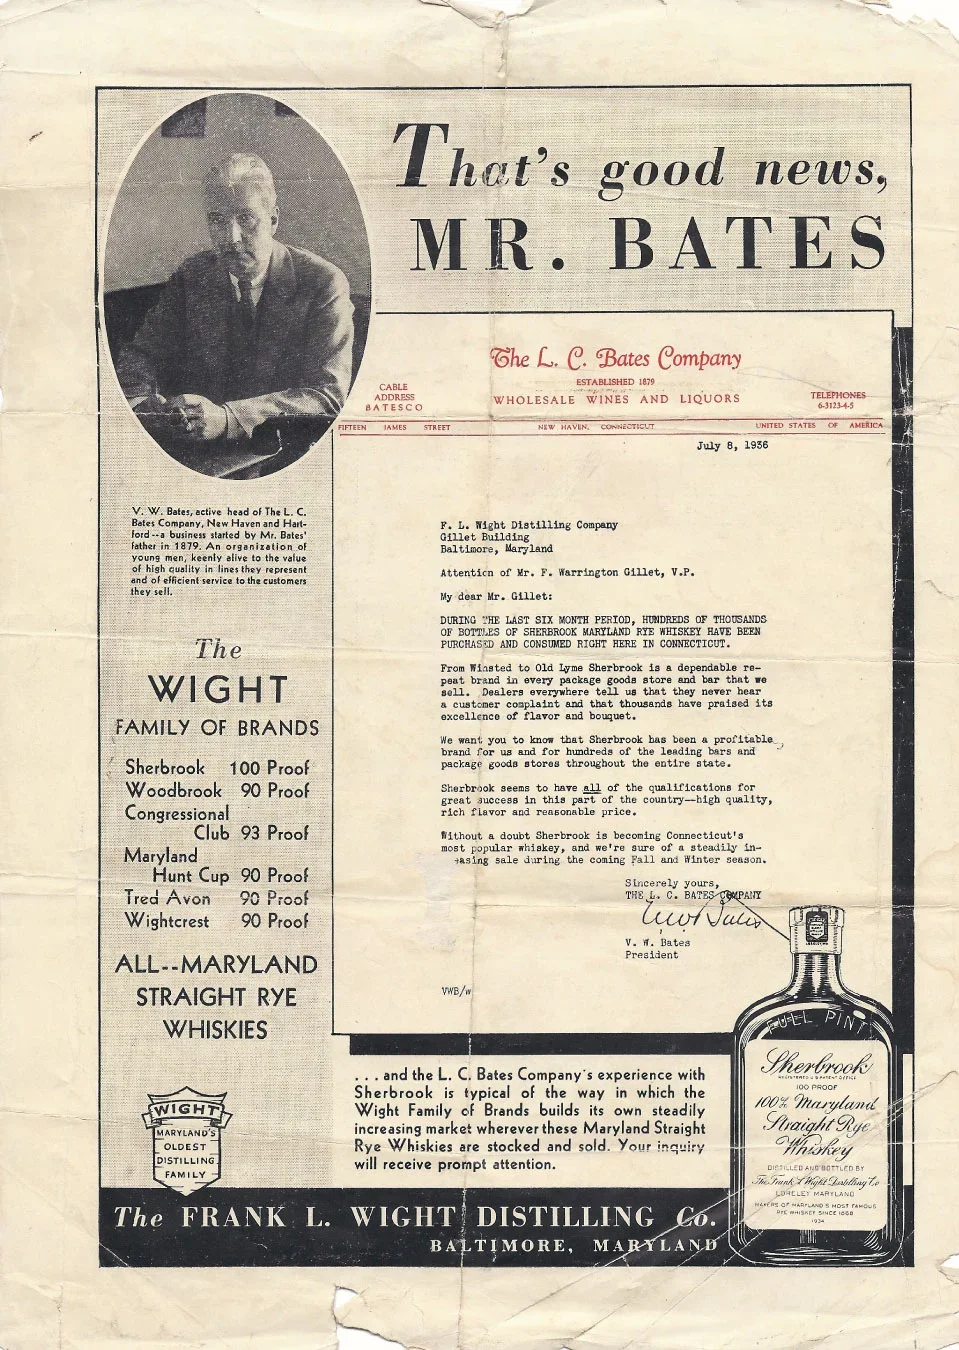 That's good news,
MR. BATES
The L. C. Bates Company
ESTABLISHED 1879
WHOLESALE WINES AND LIQUORS
CABLE
ADDRESS
BATESCO
TELEPHONES
6-3123-4-5
FIFTEEN JAMES STREET NEW HAVEN, CONNECTICUT UNITED STATES OF AMERICA
July 8, 1936
F. L. Wight Distilling Company
Gillet Building
Baltimore, Maryland
Attention of Mr. F. Warrington Gillet, V.P.
My dear Mr. Gillet:
DURING THE LAST SIX MONTH PERIOD, HUNDREDS OF THOUSANDS
OF BOTTLES OF SHERBROOK MARYLAND RYE WHISKEY HAVE BEEN
PURCHASED AND CONSUMED RIGHT HERE IN CONNECTICUT.
From Winsted to Old Lyme Sherbrook is a dependable re-
peat brand in every package goods store and bar that we
sell. Dealers everywhere tell us that they never hear
a customer complaint and that thousands have praised its
excellence of flavor and bouquet.
We want you to know that Sherbrook has been a profitable
brand for us and for hundreds of the leading bars and
package goods stores throughout the entire state.
Sherbrook seems to have all of the qualifications for
great success in this part of the country--high quality,
rich flavor and reasonable price.
Without a doubt Sherbrook is becoming Connecticut's
most popular whiskey, and we're sure of a steadily in-
easing sale during the coming Fall and Winter season.
Sincerely yours,
THE L. C. BATES COMPANY
V. W. Bates
President
VWB/w
V. W. Bates, active head of The L. C.
Bates Company, New Haven and Hart-
ford--a business started by Mr. Bates'
father in 1879. An organization of
young men, keenly alive to the value
of high quality in lines they represent
and of efficient service to the customers
they sell.
The
WIGHT
FAMILY OF BRANDS
Sherbrook 100 Proof
Woodbrook 90 Proof
Congressional
Club 93 Proof
Maryland
Hunt Cup 90 Proof
Tred Avon 90 Proof
Wightcrest 90 Proof
ALL--MARYLAND
STRAIGHT RYE
WHISKIES
WIGHT
MARYLAND'S
OLDEST
DISTILLING
FAMILY
. . . and the L. C. Bates Company's experience with
Sherbrook is typical of the way in which the
Wight Family of Brands builds its own steadily
increasing market wherever these Maryland Straight
Rye Whiskies are stocked and sold. Your inquiry
will receive prompt attention.
FULL PINT
Sherbrook
100 PROOF
100% Maryland
Straight Rye
Whiskey
DISTILLED AND BOTTLED BY
The Frank L. Wight Distilling Co
LORELEY MARYLAND
MAKERS OF MARYLAND'S MOST FAMOUS
RYE WHISKEY SINCE 1868
1934
The FRANK L. WIGHT DISTILLING Co.
BALTIMORE, MARYLAND